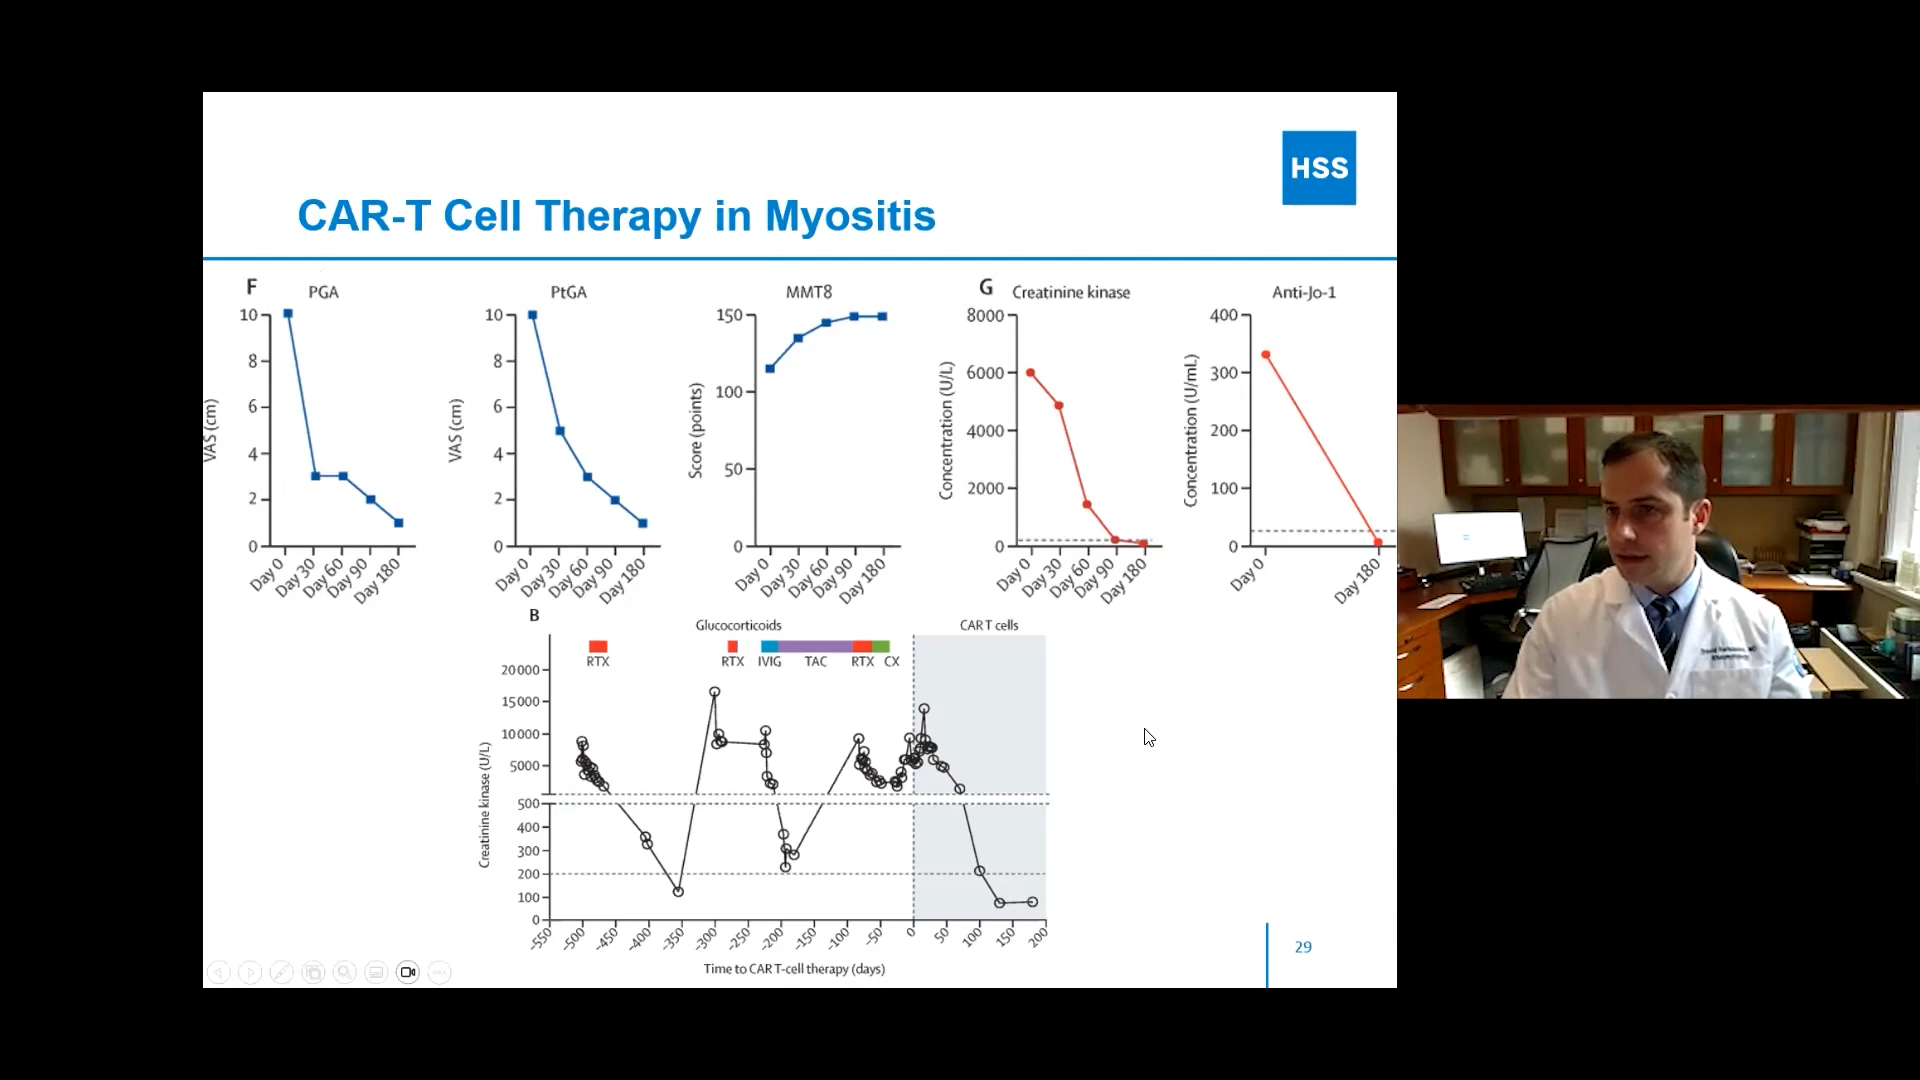 HSS
CAR-T Cell Therapy in Myositis
F
PGA
10
8
6
4
2
0
VAS (cm)
Day 0
Day 30
Day 60
Day 90
Day 180
PtGA
10
8
6
4
2
0
VAS (cm)
Day 0
Day 30
Day 60
Day 90
Day 180
MMT8
150
100
50
0
Score (points)
Day 0
Day 30
Day 60
Day 90
Day 180
G
Creatinine kinase
8000
6000
4000
2000
0
Concentration (U/L)
Day 0
Day 30
Day 60
Day 90
Day 180
Anti-Jo-1
400
300
200
100
0
Concentration (U/mL)
Day 0
Day 180
B
Glucocorticoids
CAR T cells
RTX
RTX IVIG TAC RTX CX
20000
15000
10000
5000
500
400
300
200
100
0
Creatinine kinase (U/L)
-550 -500 -450 -400 -350 -300 -250 -200 -150 -100 -50 0 50 100 150 200
Time to CAR T-cell therapy (days)
29